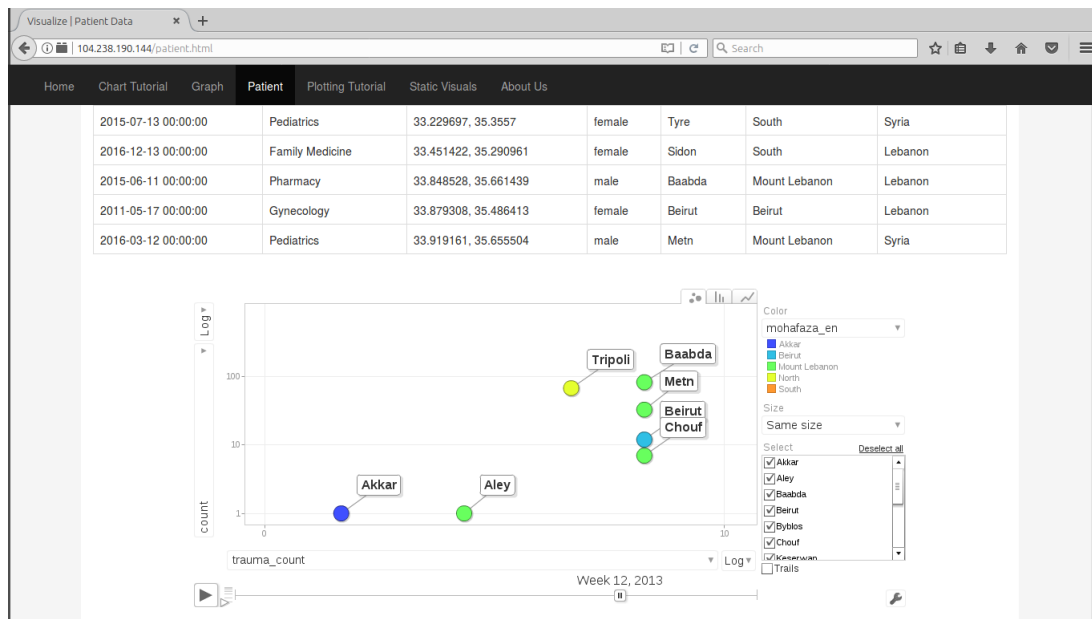 Visualize | Patient Data × +
104.238.190.144/patient.html Search
Home Chart Tutorial Graph Patient Plotting Tutorial Static Visuals About Us
2015-07-13 00:00:00 Pediatrics 33.229697, 35.3557 female Tyre South Syria
2016-12-13 00:00:00 Family Medicine 33.451422, 35.290961 female Sidon South Lebanon
2015-06-11 00:00:00 Pharmacy 33.848528, 35.661439 male Baabda Mount Lebanon Lebanon
2011-05-17 00:00:00 Gynecology 33.879308, 35.486413 female Beirut Beirut Lebanon
2016-03-12 00:00:00 Pediatrics 33.919161, 35.655504 male Metn Mount Lebanon Syria
Log
count
100
10
1
0
10
Tripoli
Baabda
Metn
Beirut
Chouf
Akkar
Aley
trauma_count
Log
Week 12, 2013
Color
mohafaza_en
Akkar
Beirut
Mount Lebanon
North
South
Size
Same size
Select Deselect all
Akkar
Aley
Baabda
Beirut
Byblos
Chouf
Keserwan
Trails